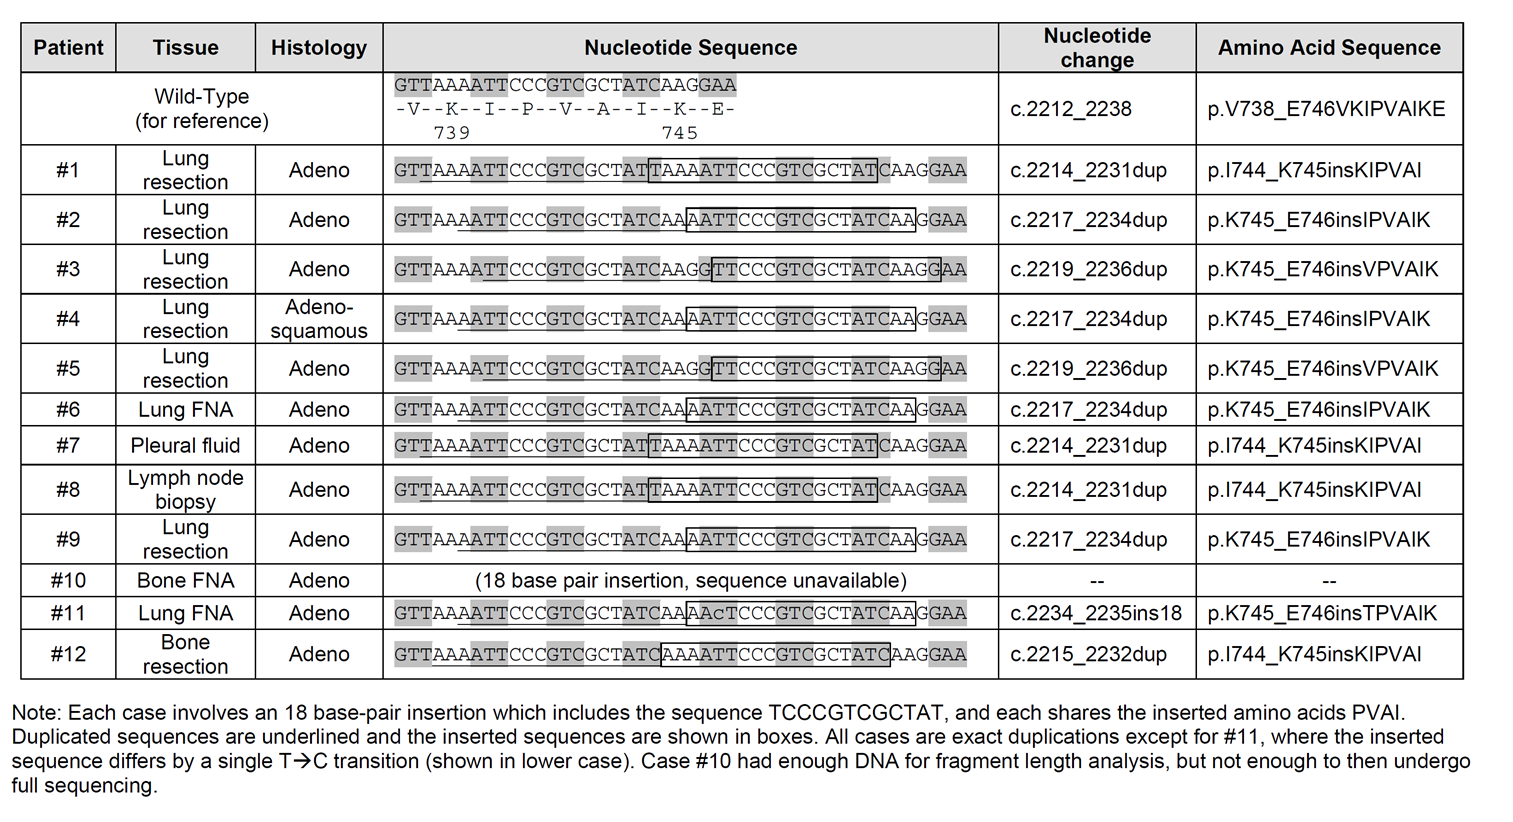 Patient Tissue Histology Nucleotide Sequence Nucleotide change Amino Acid Sequence
Wild-Type
(for reference)
GTTAAAATTCCCGTCGCTATCAAGGAA
-V--K--I--P--V--A--I--K--E-
739 745
c.2212_2238 p.V738_E746VKIPVAIKE
#1 Lung resection Adeno GTTAAAATTCCCGTCGCTATTAAAATTCCCGTCGCTATCAAGGAA c.2214_2231dup p.I744_K745insKIPVAI
#2 Lung resection Adeno GTTAAAATTCCCGTCGCTATCAAAATTCCCGTCGCTATCAAGGAA c.2217_2234dup p.K745_E746insIPVAIK
#3 Lung resection Adeno GTTAAAATTCCCGTCGCTATCAAGGTTCCCGTCGCTATCAAGGAA c.2219_2236dup p.K745_E746insVPVAIK
#4 Lung resection Adeno-squamous GTTAAAATTCCCGTCGCTATCAAAATTCCCGTCGCTATCAAGGAA c.2217_2234dup p.K745_E746insIPVAIK
#5 Lung resection Adeno GTTAAAATTCCCGTCGCTATCAAGGTTCCCGTCGCTATCAAGGAA c.2219_2236dup p.K745_E746insVPVAIK
#6 Lung FNA Adeno GTTAAAATTCCCGTCGCTATCAAAATTCCCGTCGCTATCAAGGAA c.2217_2234dup p.K745_E746insIPVAIK
#7 Pleural fluid Adeno GTTAAAATTCCCGTCGCTATTAAAATTCCCGTCGCTATCAAGGAA c.2214_2231dup p.I744_K745insKIPVAI
#8 Lymph node biopsy Adeno GTTAAAATTCCCGTCGCTATTAAAATTCCCGTCGCTATCAAGGAA c.2214_2231dup p.I744_K745insKIPVAI
#9 Lung resection Adeno GTTAAAATTCCCGTCGCTATCAAAATTCCCGTCGCTATCAAGGAA c.2217_2234dup p.K745_E746insIPVAIK
#10 Bone FNA Adeno (18 base pair insertion, sequence unavailable) -- --
#11 Lung FNA Adeno GTTAAAATTCCCGTCGCTATCAAAAcTCCCGTCGCTATCAAGGAA c.2234_2235ins18 p.K745_E746insTPVAIK
#12 Bone resection Adeno GTTAAAATTCCCGTCGCTATCAAAATTCCCGTCGCTATCAAGGAA c.2215_2232dup p.I744_K745insKIPVAI
Note: Each case involves an 18 base-pair insertion which includes the sequence TCCCGTCGCTAT, and each shares the inserted amino acids PVAI.
Duplicated sequences are underlined and the inserted sequences are shown in boxes. All cases are exact duplications except for #11, where the inserted
sequence differs by a single T→C transition (shown in lower case). Case #10 had enough DNA for fragment length analysis, but not enough to then undergo
full sequencing.